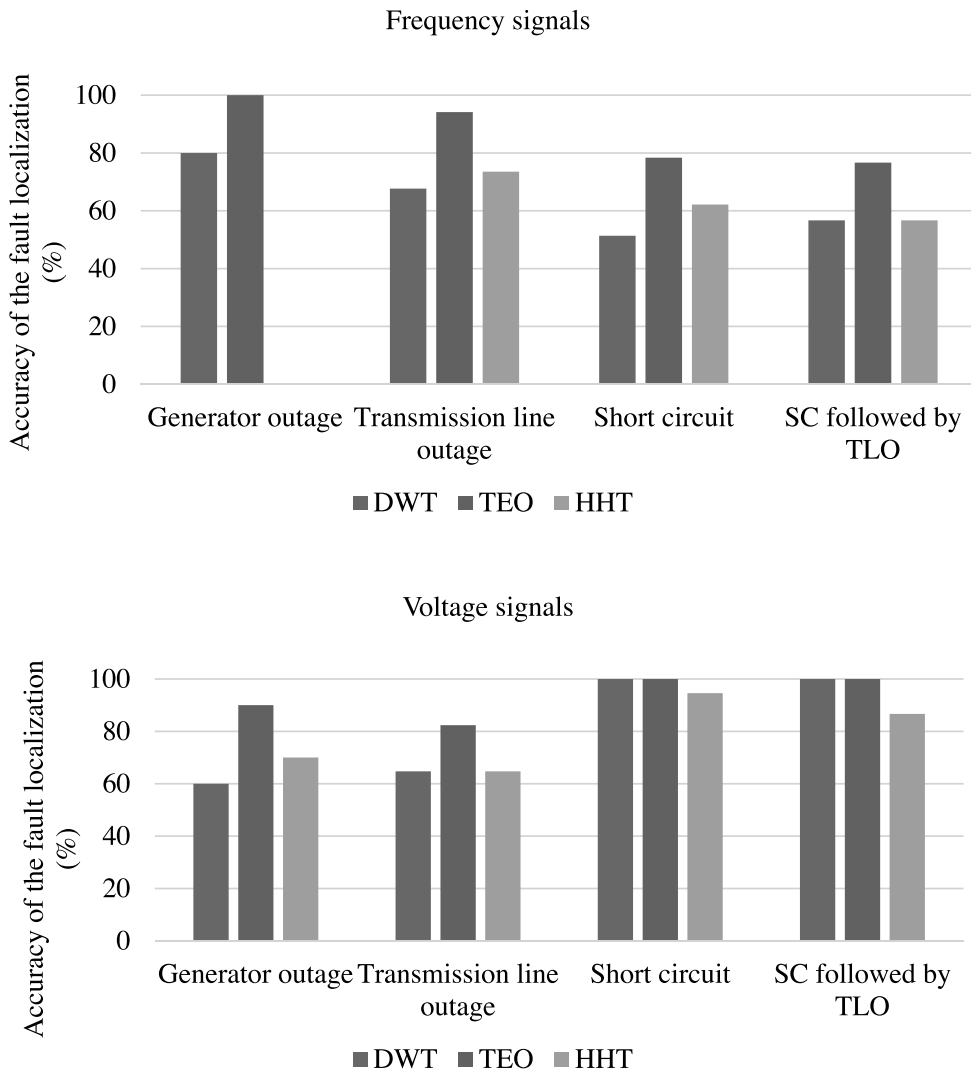 Frequency signals
Accuracy of the fault localization
(%)
100
80
60
40
20
0
Generator outage
Transmission line
outage
Short circuit
SC followed by
TLO
DWT TEO HHT
Voltage signals
Accuracy of the fault localization
(%)
100
80
60
40
20
0
Generator outage
Transmission line
outage
Short circuit
SC followed by
TLO
DWT TEO HHT